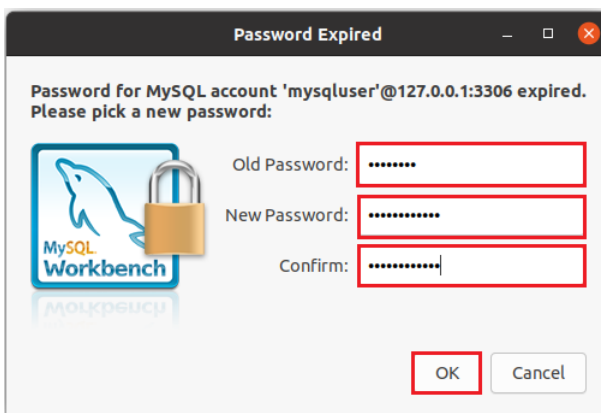 Password Expired
Password for MySQL account 'mysqluser'@127.0.0.1:3306 expired.
Please pick a new password:
Old Password: ••••••••
New Password: ••••••••••••
Confirm: ••••••••••••
MySQL
Workbench
OK
Cancel